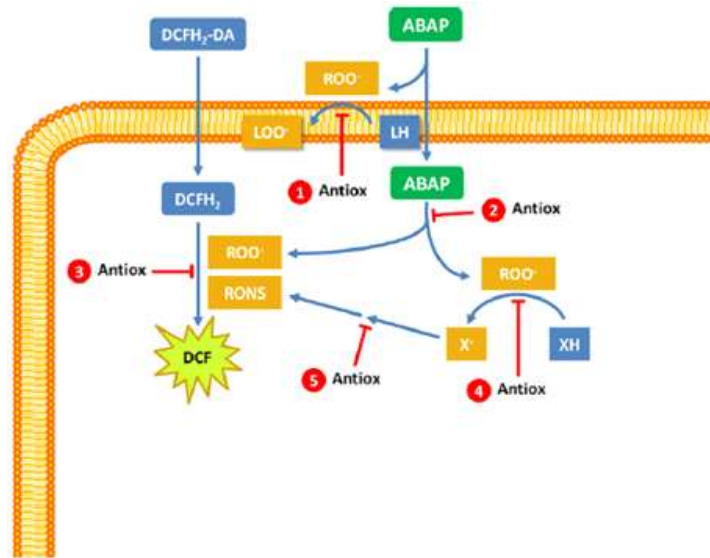 DCFH₂-DA
ABAP
ROO·
LOO·
LH
1 Antiox
ABAP
DCFH₂
2 Antiox
ROO·
3 Antiox
ROO·
RONS
DCF
X·
XH
5 Antiox
4 Antiox